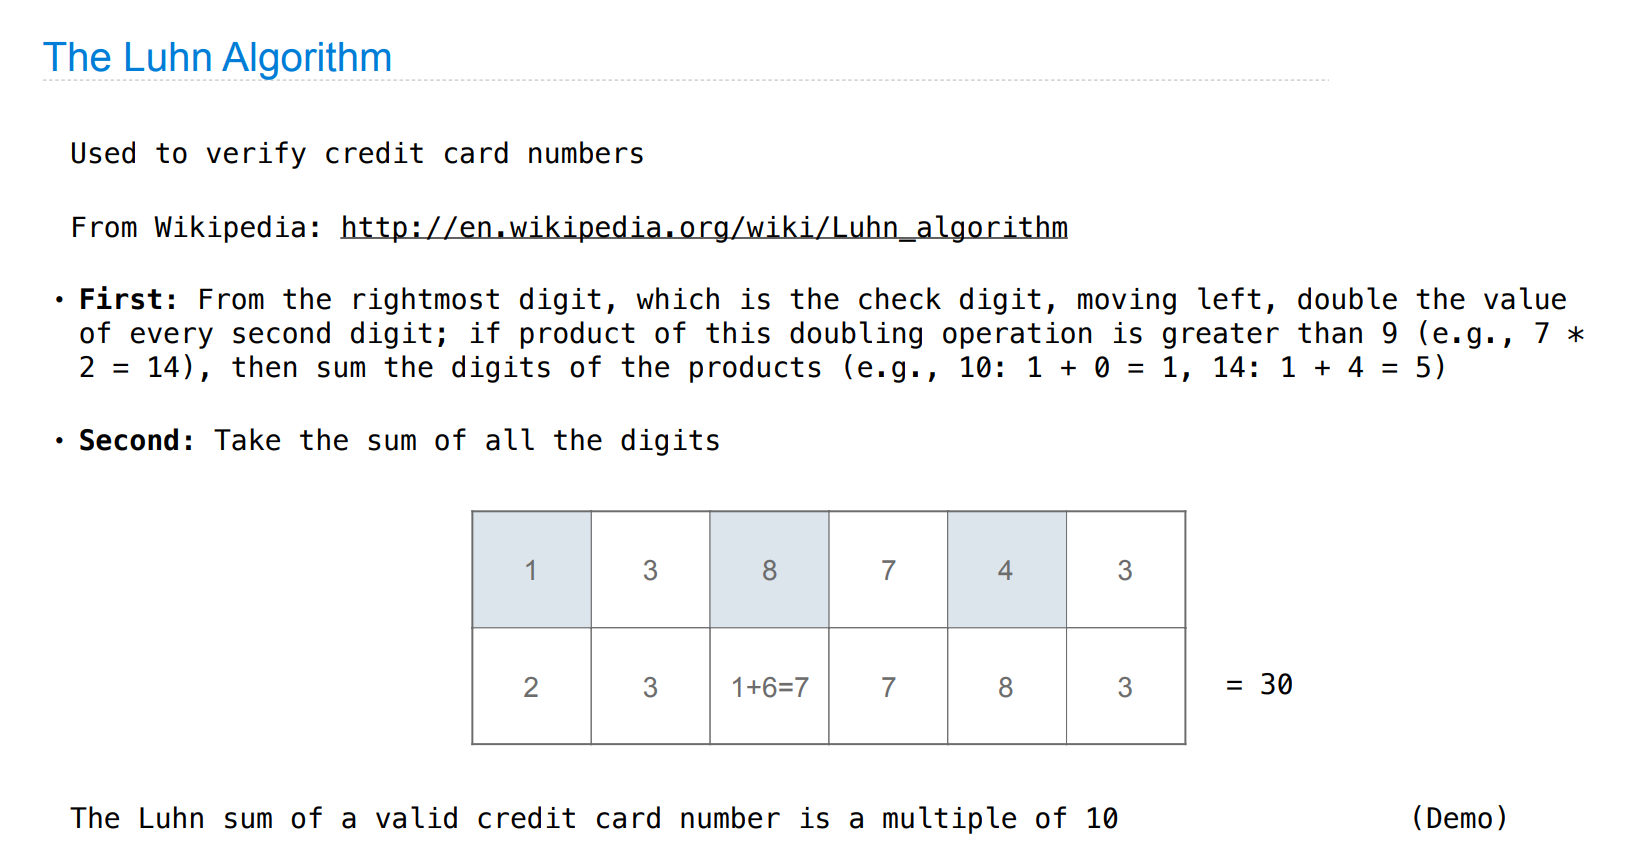 The Luhn Algorithm
Used to verify credit card numbers
From Wikipedia: http://en.wikipedia.org/wiki/Luhn_algorithm
• First: From the rightmost digit, which is the check digit, moving left, double the value
of every second digit; if product of this doubling operation is greater than 9 (e.g., 7 *
2 = 14), then sum the digits of the products (e.g., 10: 1 + 0 = 1, 14: 1 + 4 = 5)
• Second: Take the sum of all the digits
1 3 8 7 4 3
2 3 1+6=7 7 8 3 = 30
The Luhn sum of a valid credit card number is a multiple of 10 (Demo)